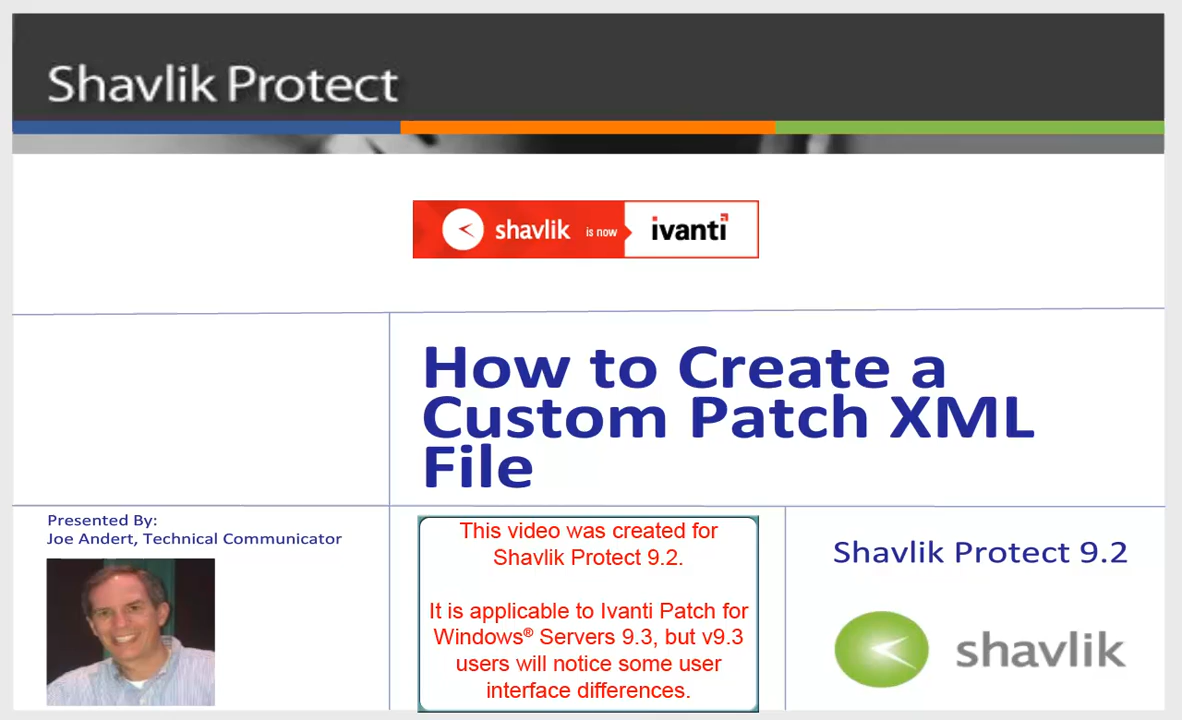 Shavlik Protect
shavlik is now ivanti
How to Create a
Custom Patch XML
File
Presented By:
Joe Andert, Technical Communicator
This video was created for
Shavlik Protect 9.2.
It is applicable to Ivanti Patch for
Windows® Servers 9.3, but v9.3
users will notice some user
interface differences.
Shavlik Protect 9.2
shavlik